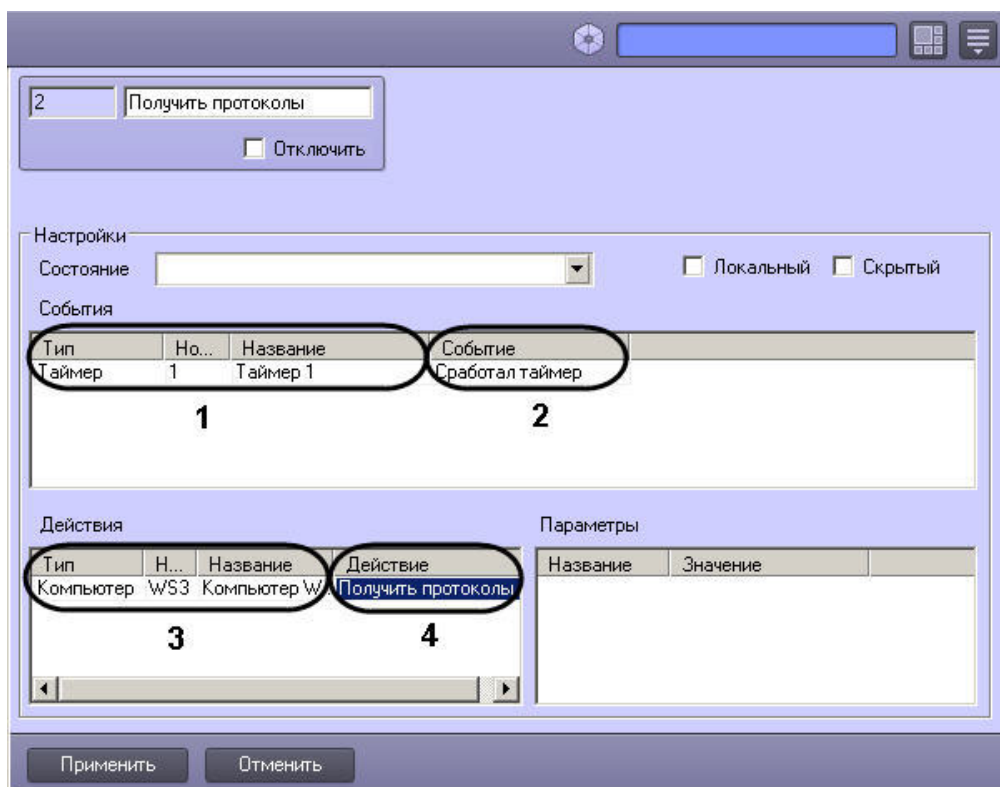 2 Получить протоколы
Отключить
Настройки
Состояние Локальный Скрытый
События
Тип Но... Название Событие
Таймер 1 Таймер 1 Сработал таймер
1 2
Действия Параметры
Тип Н... Название Действие Название Значение
Компьютер WS3 Компьютер W... Получить протоколы
3 4
Применить Отменить